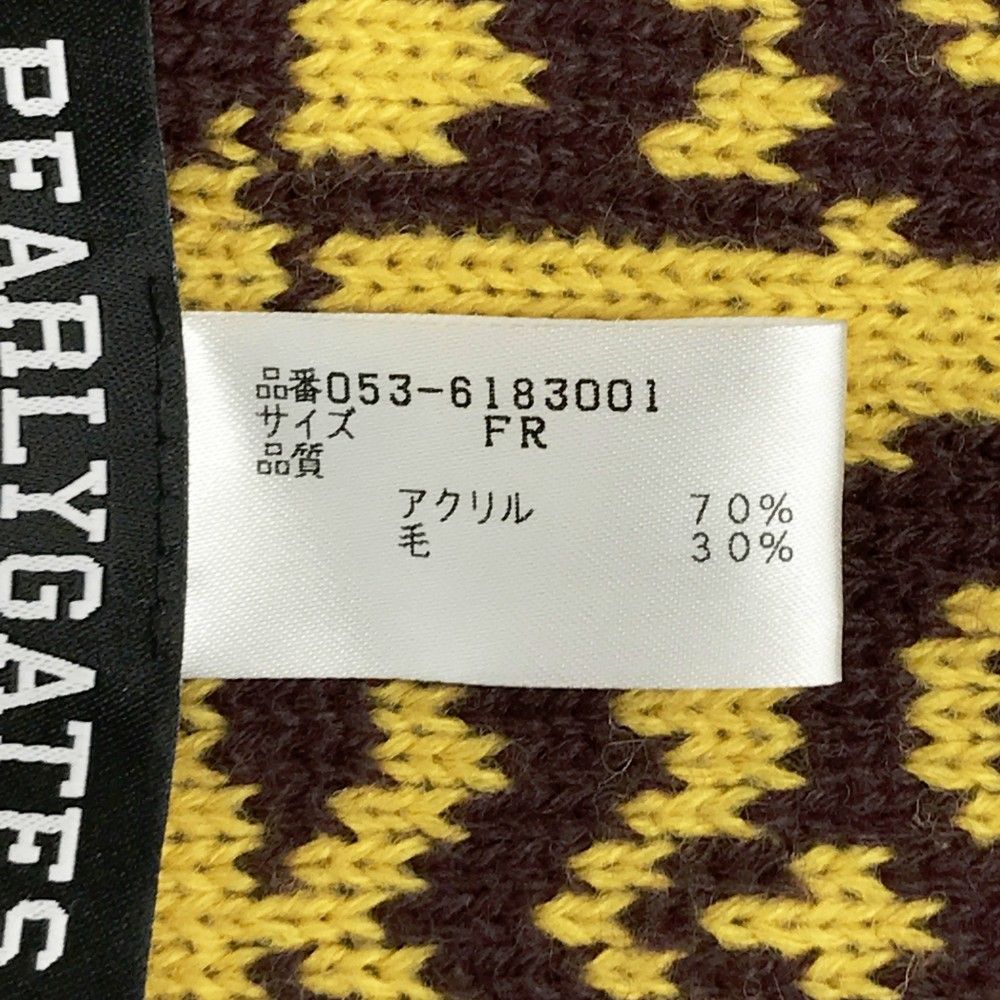 PEARLYGATES
品番053-6183001
サイズ FR
品質
アクリル 70%
毛 30%